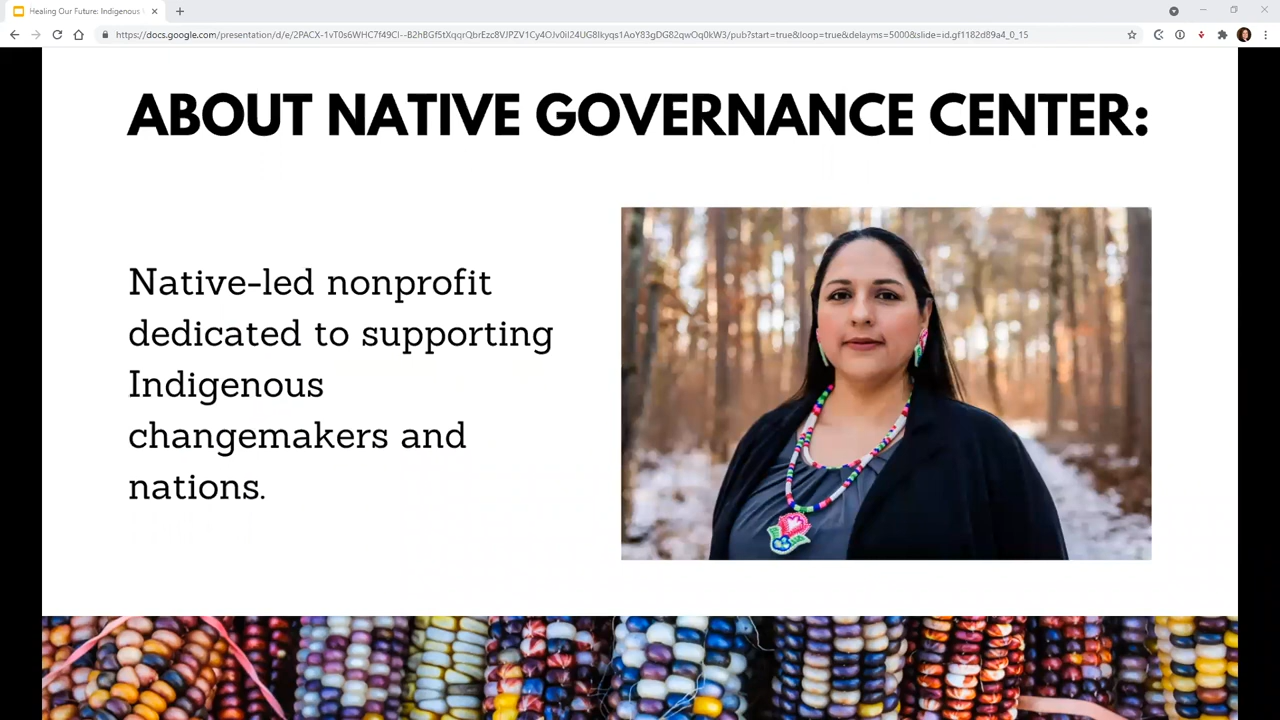 Healing Our Future: Indigenous
https://docs.google.com/presentation/d/e/2PACX-1vT0s6WHC7f49CI--B2hBGf5tXqqrQbrEzc8VJPZV1Cy4OJv0iI24UG8Ikyqs1AoY83gDG82qwOq0kW3/pub?start=true&loop=true&delayms=5000&slide=id.gf1182d89a4_0_15
ABOUT NATIVE GOVERNANCE CENTER:
Native-led nonprofit
dedicated to supporting
Indigenous
changemakers and
nations.